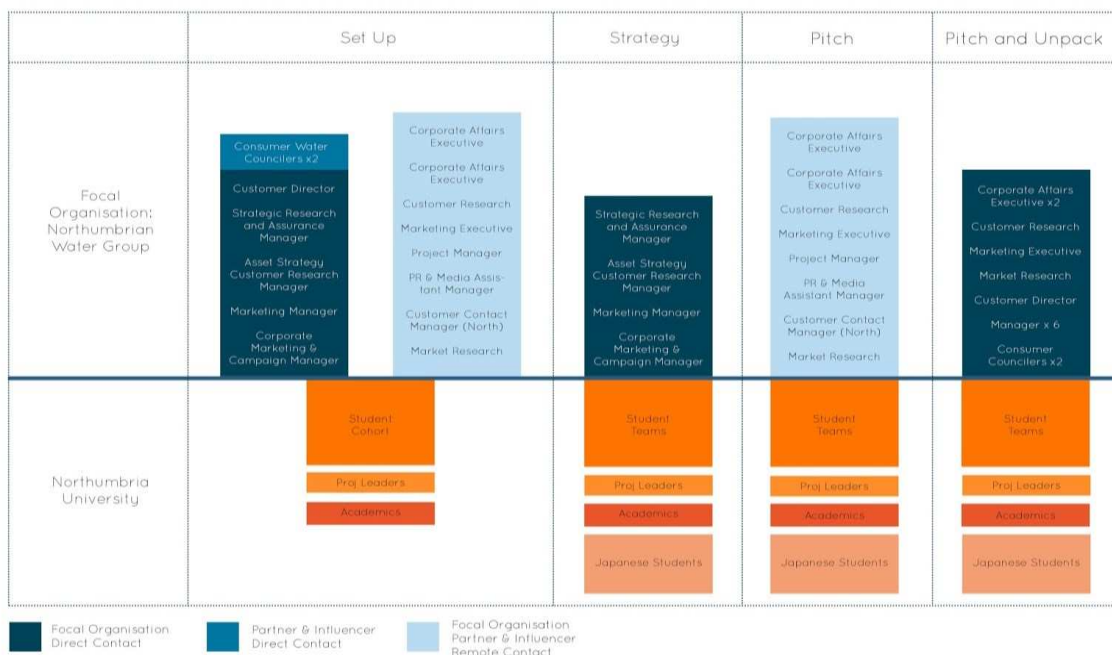 Set Up
Strategy
Pitch
Pitch and Unpack
Focal
Organisation:
Northumbrian
Water Group
Consumer Water
Councilers x2
Customer Director
Strategic Research
and Assurance
Manager
Asset Strategy
Customer Research
Manager
Marketing Manager
Corporate
Marketing &
Campaign Manager
Corporate Affairs
Executive
Corporate Affairs
Executive
Customer Research
Marketing Executive
Project Manager
PR & Media Assis-
tant Manager
Customer Contact
Manager (North)
Market Research
Strategic Research
and Assurance
Manager
Asset Strategy
Customer Research
Manager
Marketing Manager
Corporate
Marketing &
Campaign Manager
Corporate Affairs
Executive
Corporate Affairs
Executive
Customer Research
Marketing Executive
Project Manager
PR & Media
Assistant Manager
Customer Contact
Manager (North)
Market Research
Corporate Affairs
Executive x2
Customer Research
Marketing Executive
Market Research
Customer Director
Manager x 6
Consumer
Councilers x2
Northumbria
University
Student
Cohort
Proj Leaders
Academics
Student
Teams
Proj Leaders
Academics
Japanese Students
Student
Teams
Proj Leaders
Academics
Japanese Students
Student
Teams
Proj Leaders
Academics
Japanese Students
Focal Organisation
Direct Contact
Partner & Influencer
Direct Contact
Focal
Organisation
Partner & Influencer
Remote Contact